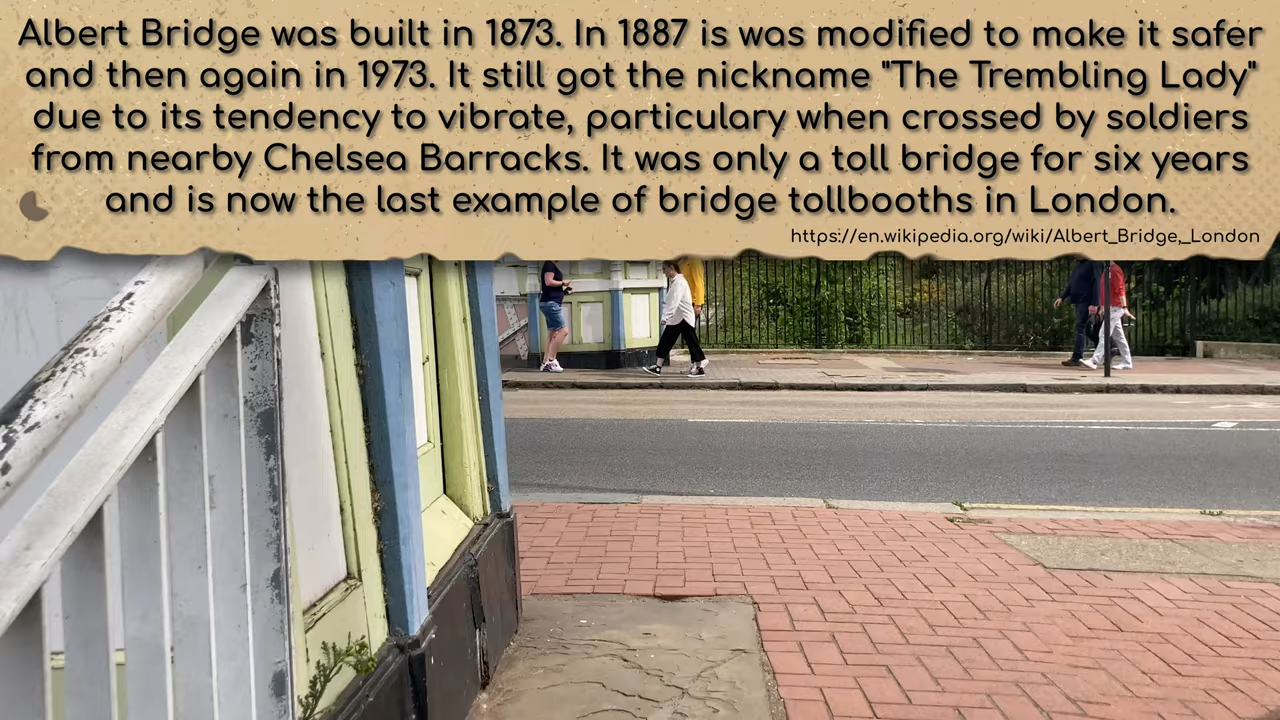 Albert Bridge was built in 1873. In 1887 is was modified to make it safer
and then again in 1973. It still got the nickname "The Trembling Lady"
due to its tendency to vibrate, particulary when crossed by soldiers
from nearby Chelsea Barracks. It was only a toll bridge for six years
and is now the last example of bridge tollbooths in London.
https://en.wikipedia.org/wiki/Albert_Bridge,_London